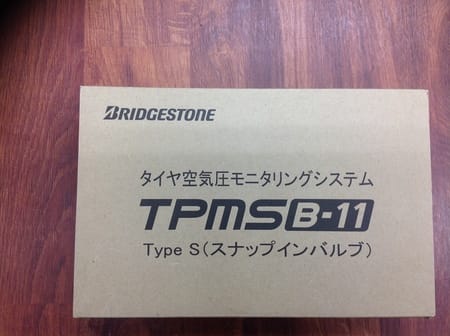 BRIDGESTONE
タイヤ空気圧モニタリングシステム
TPMS B-11
Type S(スナップインバルブ)